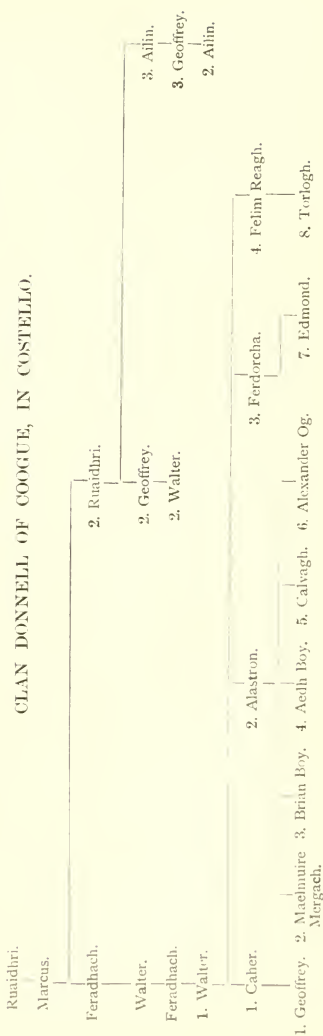 CLAN DONNELL OF COOGUE, IN COSTELLO.
Ruaidhri.
Marcus.
Feradhach. 2. Ruaidhri.
Walter. 2. Geoffrey. 3. Ailin.
Feradhach. 2. Walter. 3. Geoffrey.
1. Walter. 2. Ailin.
1. Caher. 2. Alastron. 3. Ferdorcha. 4. Felim Reagh.
1. Geoffrey. 2. Maelmuire 3. Brian Boy. 4. Aedh Boy. 5. Calvagh. 6. Alexander Og. 7. Edmond. 8. Torlogh.
Mergach.